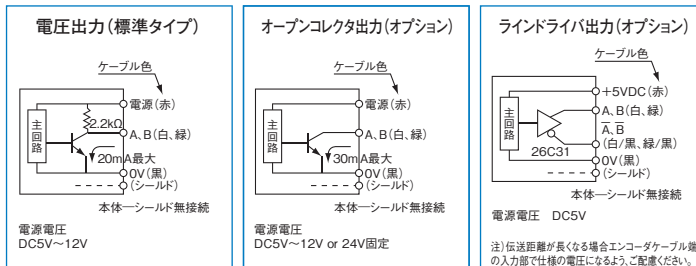 電圧出力(標準タイプ)
ケーブル色
電源(赤)
2.2kΩ
主回路
A、B(白、緑)
20mA最大
0V(黒)
(シールド)
本体―シールド無接続
電源電圧
DC5V～12V
オープンコレクタ出力(オプション)
ケーブル色
電源(赤)
主回路
A、B(白、緑)
30mA最大
0V(黒)
(シールド)
本体―シールド無接続
電源電圧
DC5V～12V or 24V固定
ラインドライバ出力(オプション)
ケーブル色
+5VDC(赤)
主回路
A、B(白、緑)
A̅、B̅
(白/黒、緑/黒)
26C31
0V(黒)
(シールド)
本体―シールド無接続
電源電圧 DC5V
注)伝送距離が長くなる場合エンコーダケーブル端
の入力部で仕様の電圧になるよう、ご配慮ください。